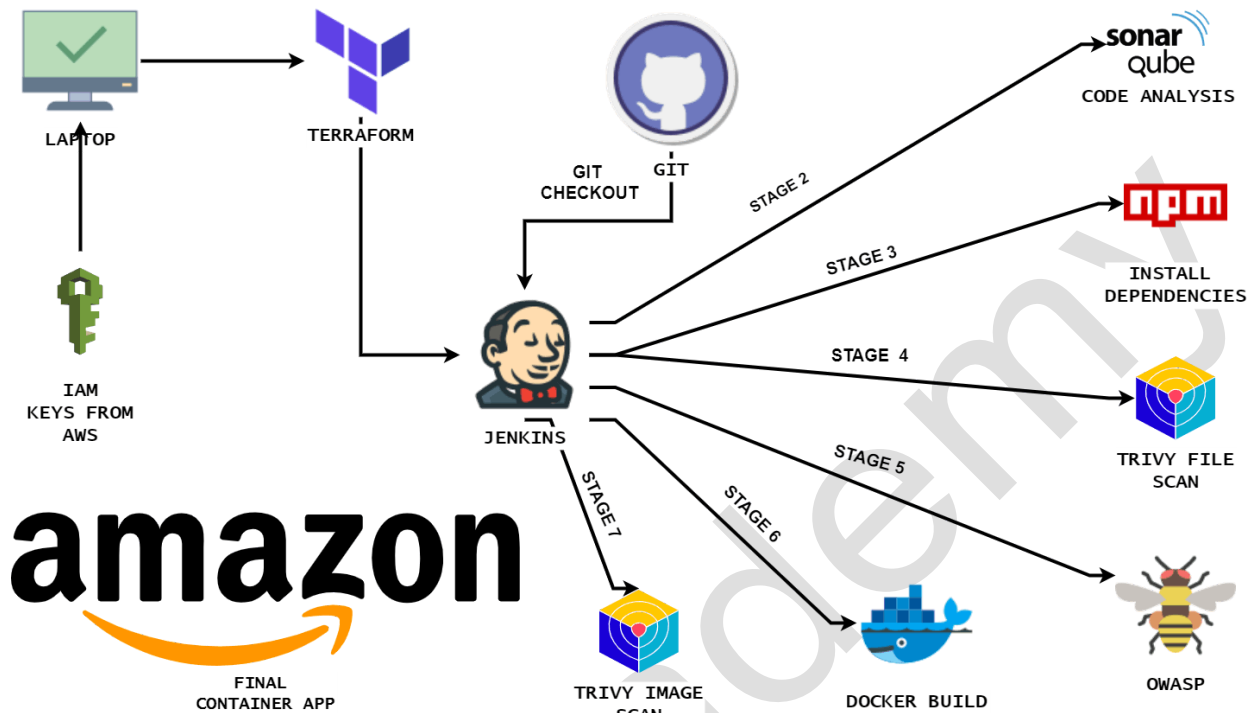 sonar
qube
CODE ANALYSIS
LAPTOP
TERRAFORM
GIT
GIT
CHECKOUT
STAGE 2
npm
INSTALL
DEPENDENCIES
STAGE 3
IAM
KEYS FROM
AWS
JENKINS
STAGE 4
TRIVY FILE
SCAN
STAGE 5
STAGE 6
STAGE 7
amazon
FINAL
CONTAINER APP
TRIVY IMAGE
SCAN
DOCKER BUILD
OWASP
demy